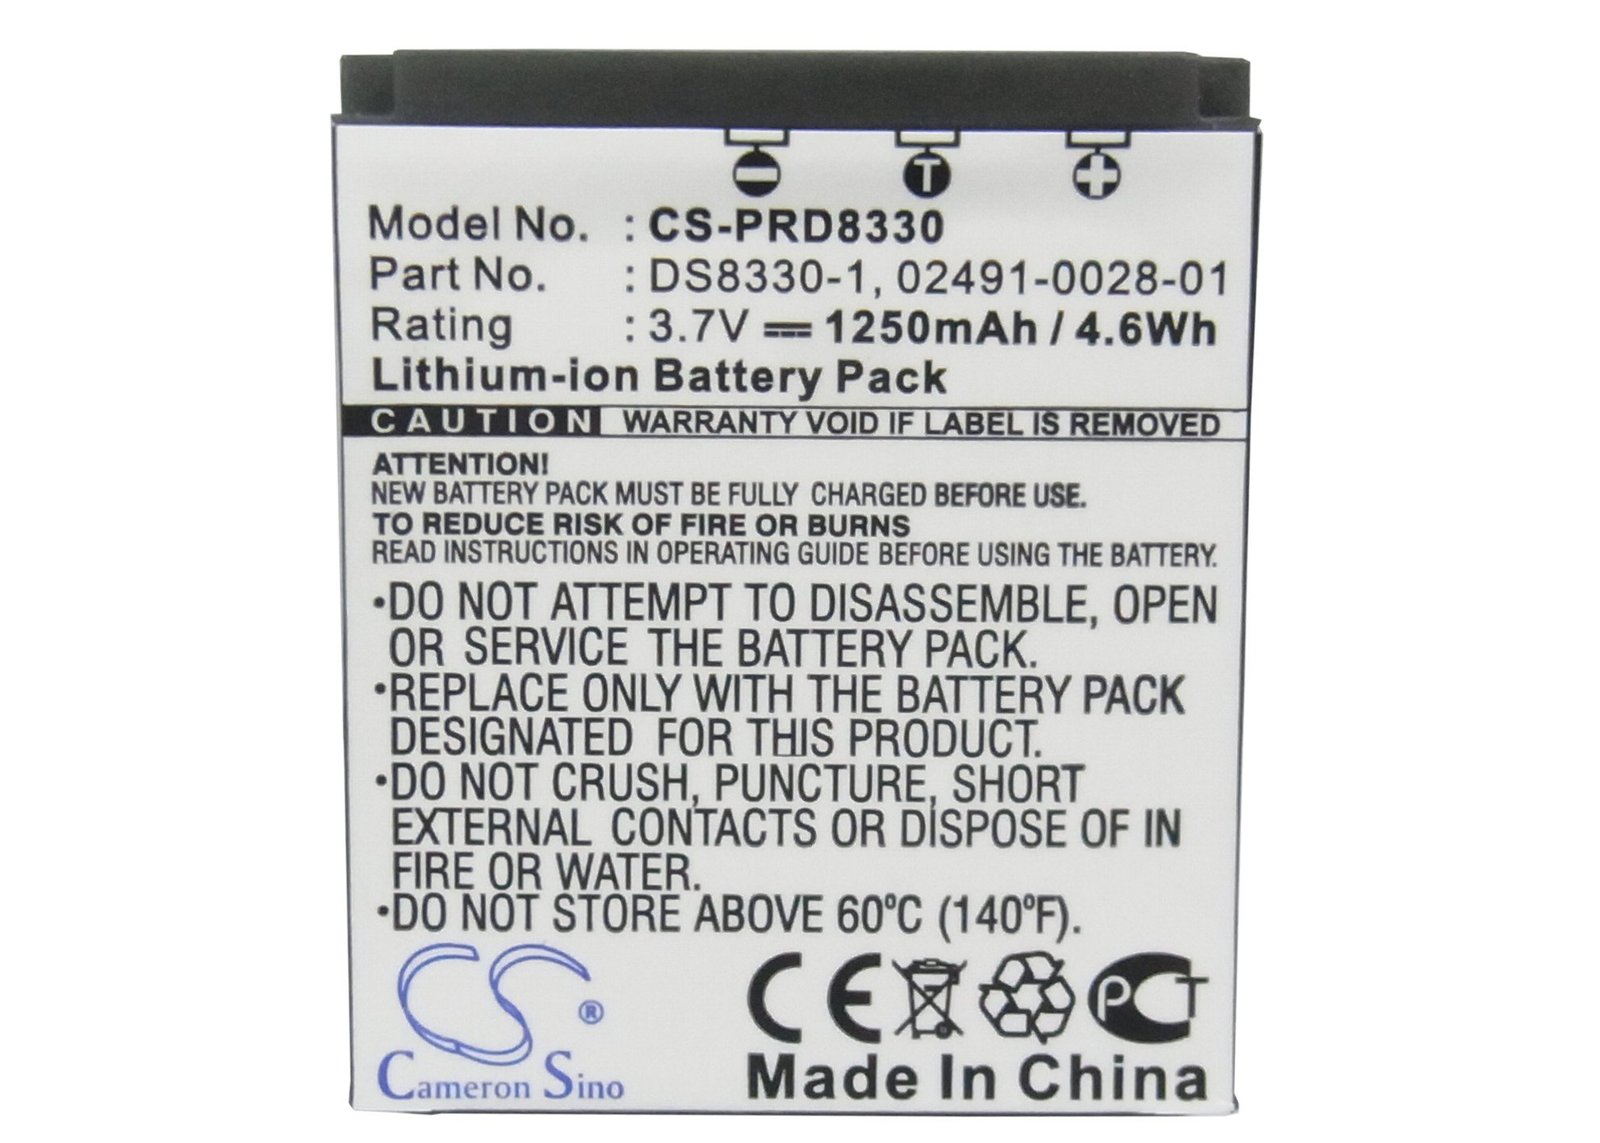 T
Model No. : CS-PRD8330
Part No. : DS8330-1, 02491-0028-01
Rating : 3.7V 1250mAh / 4.6Wh
Lithium-ion Battery Pack
CAUTION WARRANTY VOID IF LABEL IS REMOVED
ATTENTION!
NEW BATTERY PACK MUST BE FULLY CHARGED BEFORE USE.
TO REDUCE RISK OF FIRE OR BURNS
READ INSTRUCTIONS IN OPERATING GUIDE BEFORE USING THE BATTERY.
•DO NOT ATTEMPT TO DISASSEMBLE, OPEN
OR SERVICE THE BATTERY PACK.
•REPLACE ONLY WITH THE BATTERY PACK
DESIGNATED FOR THIS PRODUCT.
•DO NOT CRUSH, PUNCTURE, SHORT
EXTERNAL CONTACTS OR DISPOSE OF IN
FIRE OR WATER.
•DO NOT STORE ABOVE 60ºC (140ºF).
CS ®
Cameron Sino
CE PCT
Made In China